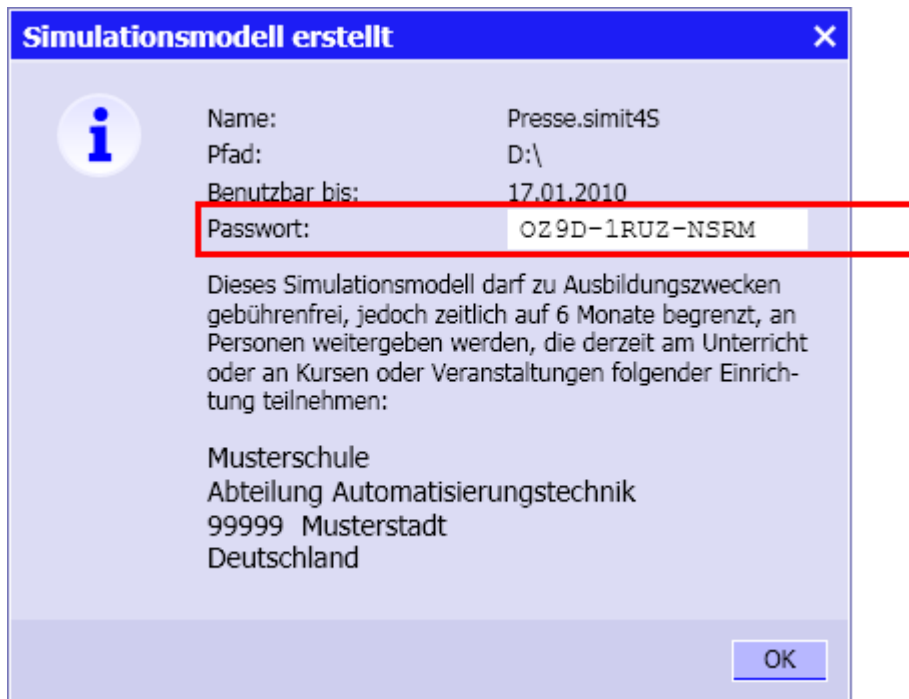 Simulationsmodell erstellt
Name: Presse.simit4S
Pfad: D:\
Benutzbar bis: 17.01.2010
Passwort: OZ9D-1RUZ-NSRM
Dieses Simulationsmodell darf zu Ausbildungszwecken
gebührenfrei, jedoch zeitlich auf 6 Monate begrenzt, an
Personen weitergeben werden, die derzeit am Unterricht
oder an Kursen oder Veranstaltungen folgender Einrich-
tung teilnehmen:
Musterschule
Abteilung Automatisierungstechnik
99999 Musterstadt
Deutschland
OK